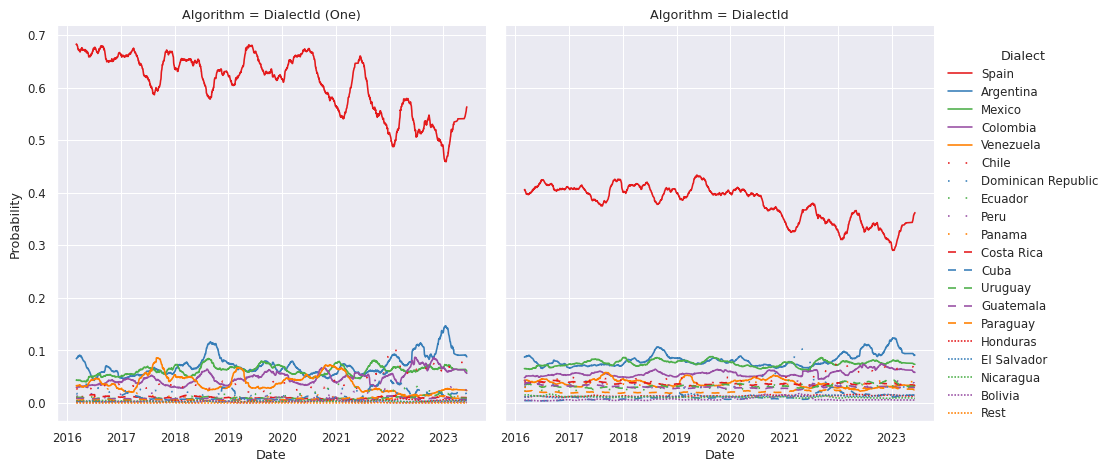 Algorithm = DialectId (One)
Algorithm = DialectId
0.7
0.6
0.5
0.4
0.3
0.2
0.1
0.0
Probability
2016 2017 2018 2019 2020 2021 2022 2023
Date
2016 2017 2018 2019 2020 2021 2022 2023
Date
Dialect
Spain
Argentina
Mexico
Colombia
Venezuela
Chile
Dominican Republic
Ecuador
Peru
Panama
Costa Rica
Cuba
Uruguay
Guatemala
Paraguay
Honduras
El Salvador
Nicaragua
Bolivia
Rest